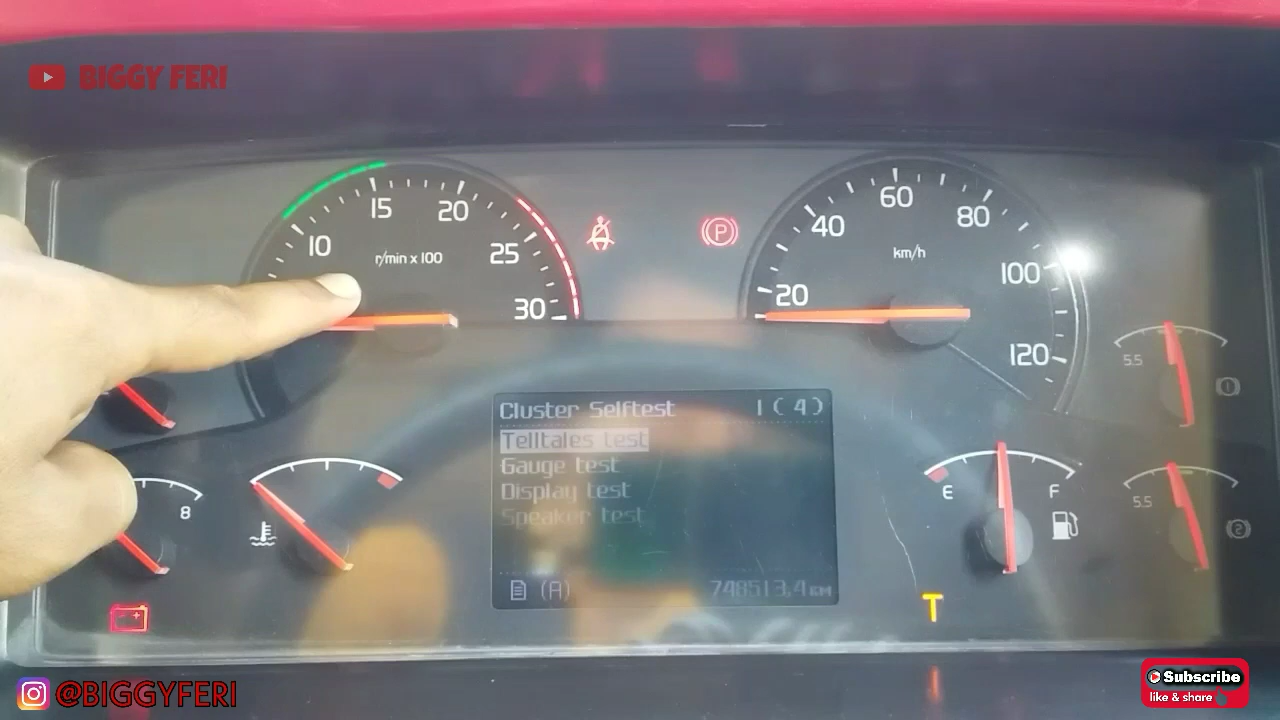 BIGGY FERI
15
20
10
25
30
r/min x 100
P
60
40
80
km/h
20
100
120
5.5
5.5
8
Cluster Selftest 1 ( 4 )
Telltales test
Gauge test
Display test
Speaker test
(A) 748513,4 KM
E
F
1
2
T
@BIGGYFERI
Subscribe
like & share